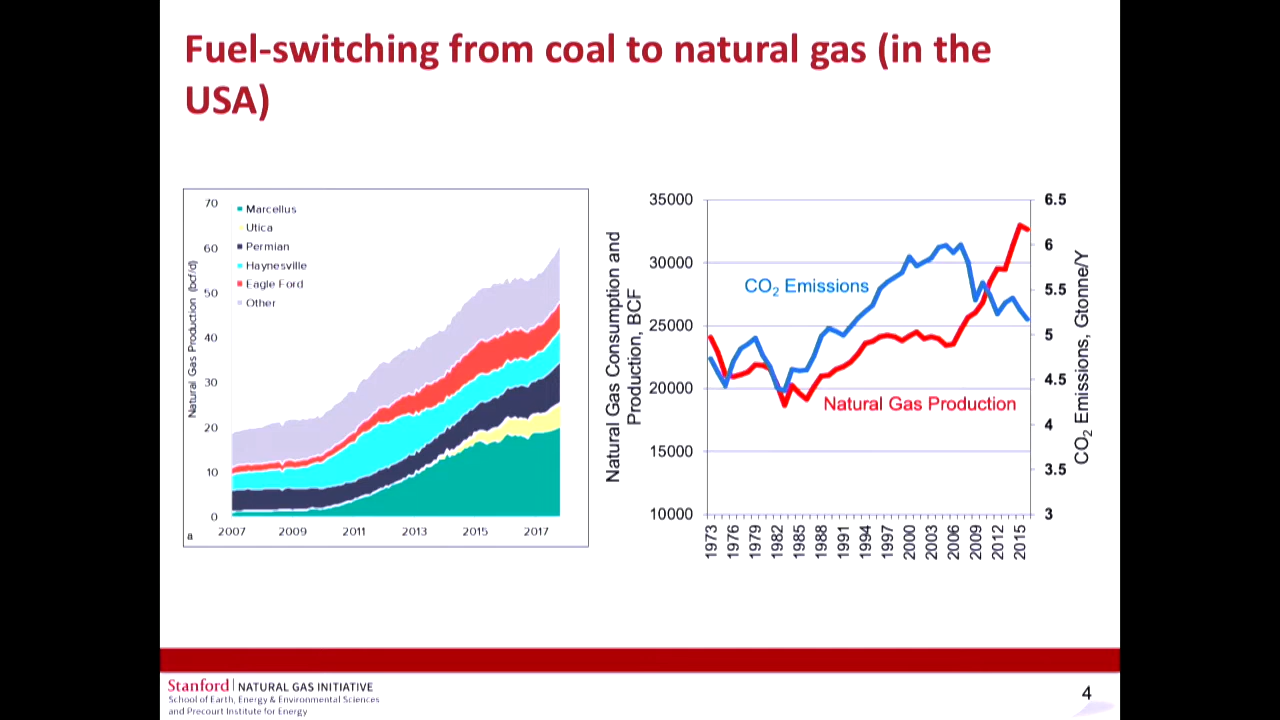 Fuel-switching from coal to natural gas (in the
USA)
Natural Gas Production (bcf/d)
70
60
50
40
30
20
10
0
Marcellus
Utica
Permian
Haynesville
Eagle Ford
Other
2007
2009
2011
2013
2015
2017
a
Natural Gas Consumption and
Production, BCF
35000
30000
25000
20000
15000
10000
CO₂ Emissions
Natural Gas Production
6.5
6
5.5
5
4.5
4
3.5
3
CO₂ Emissions, Gtonne/Y
1973
1976
1979
1982
1985
1988
1991
1994
1997
2000
2003
2006
2009
2012
2015
Stanford | NATURAL GAS INITIATIVE
School of Earth, Energy & Environmental Sciences
and Precourt Institute for Energy
4